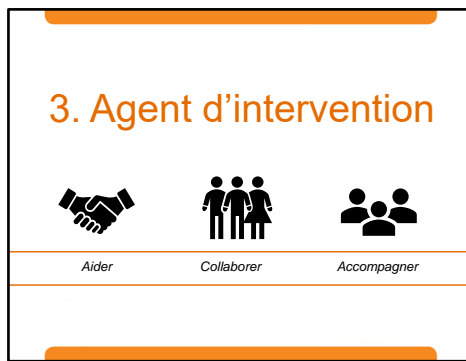 3. Agent d’intervention
Aider Collaborer Accompagner